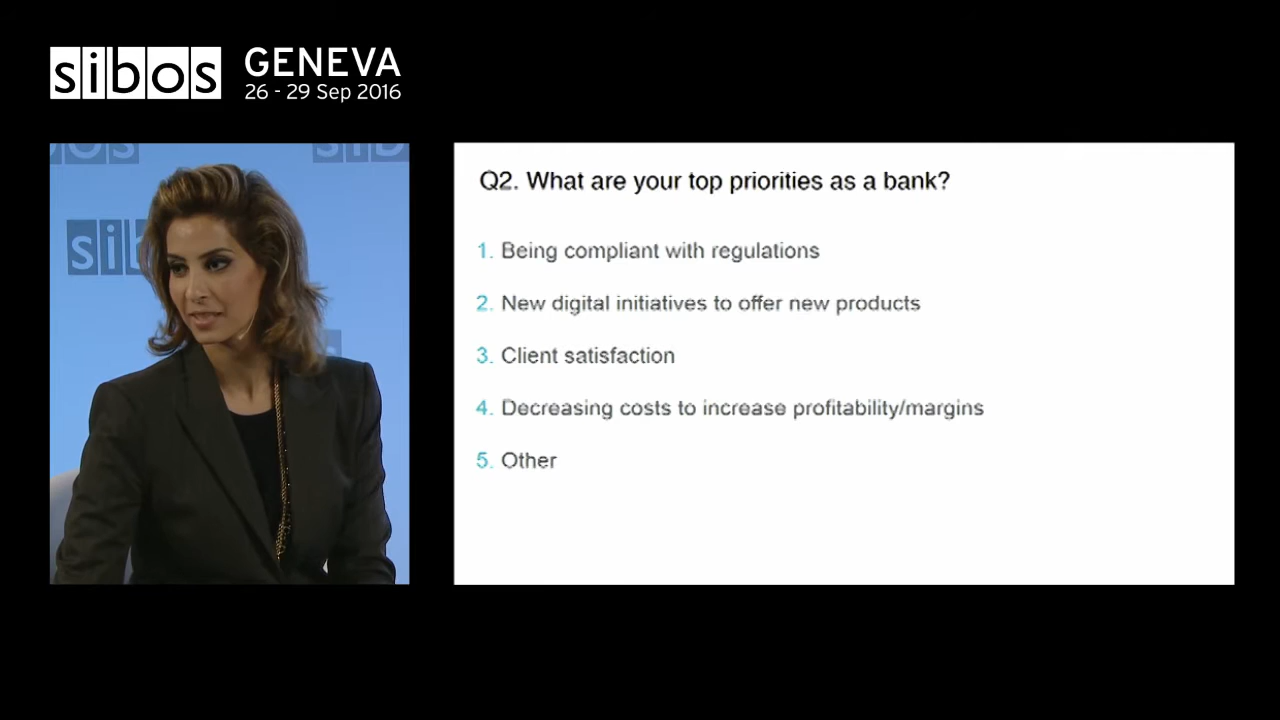 sibos
GENEVA
26 - 29 Sep 2016
Q2. What are your top priorities as a bank?
1. Being compliant with regulations
2. New digital initiatives to offer new products
3. Client satisfaction
4. Decreasing costs to increase profitability/margins
5. Other